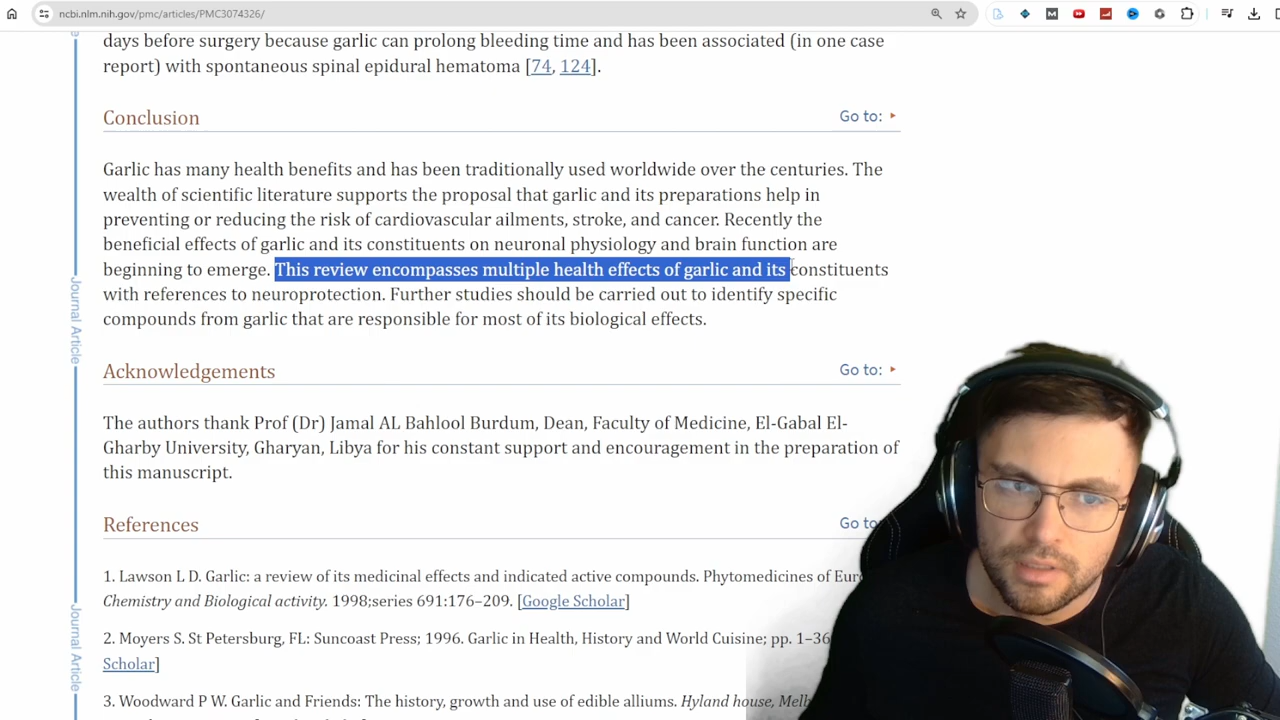 ncbi.nlm.nih.gov/pmc/articles/PMC3074326/
days before surgery because garlic can prolong bleeding time and has been associated (in one case
report) with spontaneous spinal epidural hematoma [74, 124].
Conclusion
Go to:
Garlic has many health benefits and has been traditionally used worldwide over the centuries. The
wealth of scientific literature supports the proposal that garlic and its preparations help in
preventing or reducing the risk of cardiovascular ailments, stroke, and cancer. Recently the
beneficial effects of garlic and its constituents on neuronal physiology and brain function are
beginning to emerge. This review encompasses multiple health effects of garlic and its constituents
with references to neuroprotection. Further studies should be carried out to identify specific
compounds from garlic that are responsible for most of its biological effects.
Journal Article
Acknowledgements
Go to:
The authors thank Prof (Dr) Jamal AL Bahlool Burdum, Dean, Faculty of Medicine, El-Gabal El-
Gharby University, Gharyan, Libya for his constant support and encouragement in the preparation of
this manuscript.
References
Go to
1. Lawson L D. Garlic: a review of its medicinal effects and indicated active compounds. Phytomedicines of
Chemistry and Biological activity. 1998;series 691:176–209. [Google Scholar]
2. Moyers S. St Petersburg, FL: Suncoast Press; 1996. Garlic in Health, History and World Cuisine; pp. 1–36
Scholar]
Journal Article
3. Woodward P W. Garlic and Friends: The history, growth and use of edible alliums. Hyland house,